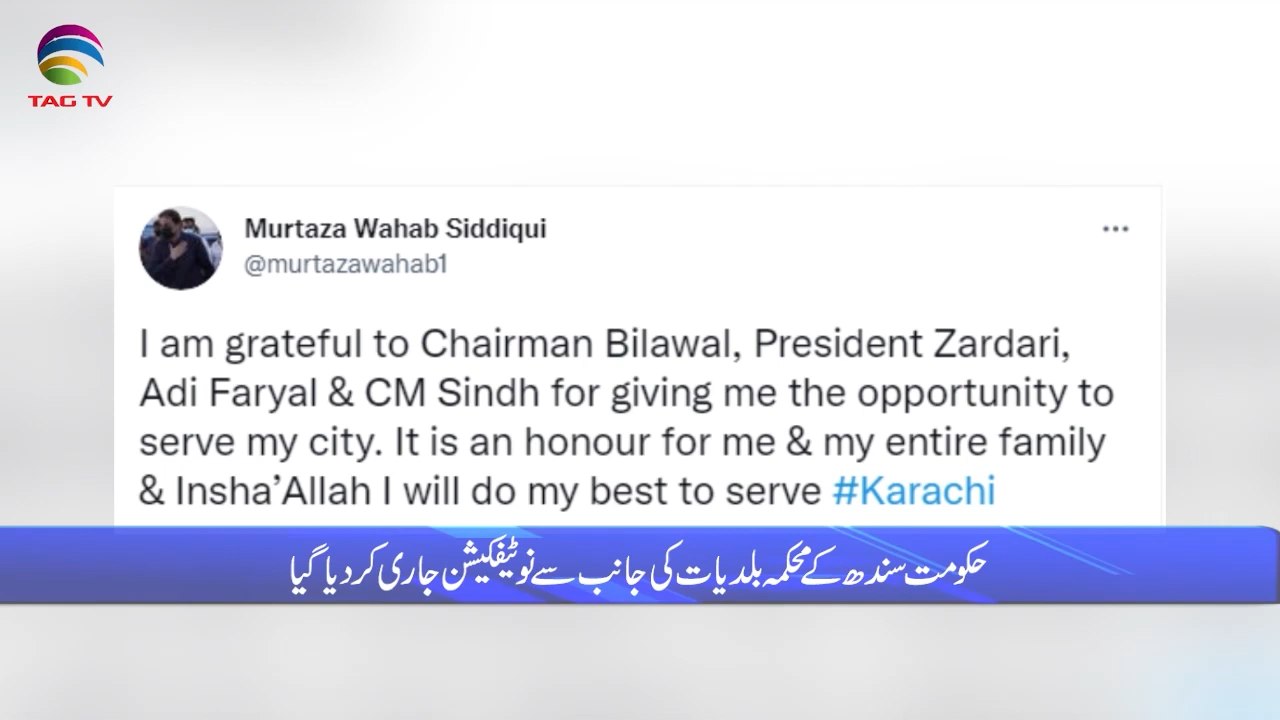 TAG TV
Murtaza Wahab Siddiqui
@murtazawahab1
I am grateful to Chairman Bilawal, President Zardari,
Adi Faryal & CM Sindh for giving me the opportunity to
serve my city. It is an honour for me & my entire family
& Insha’Allah I will do my best to serve #Karachi
حکومت سندھ کے محکمہ بلدیات کی جانب سے نوٹیفکیشن جاری کر دیا گیا